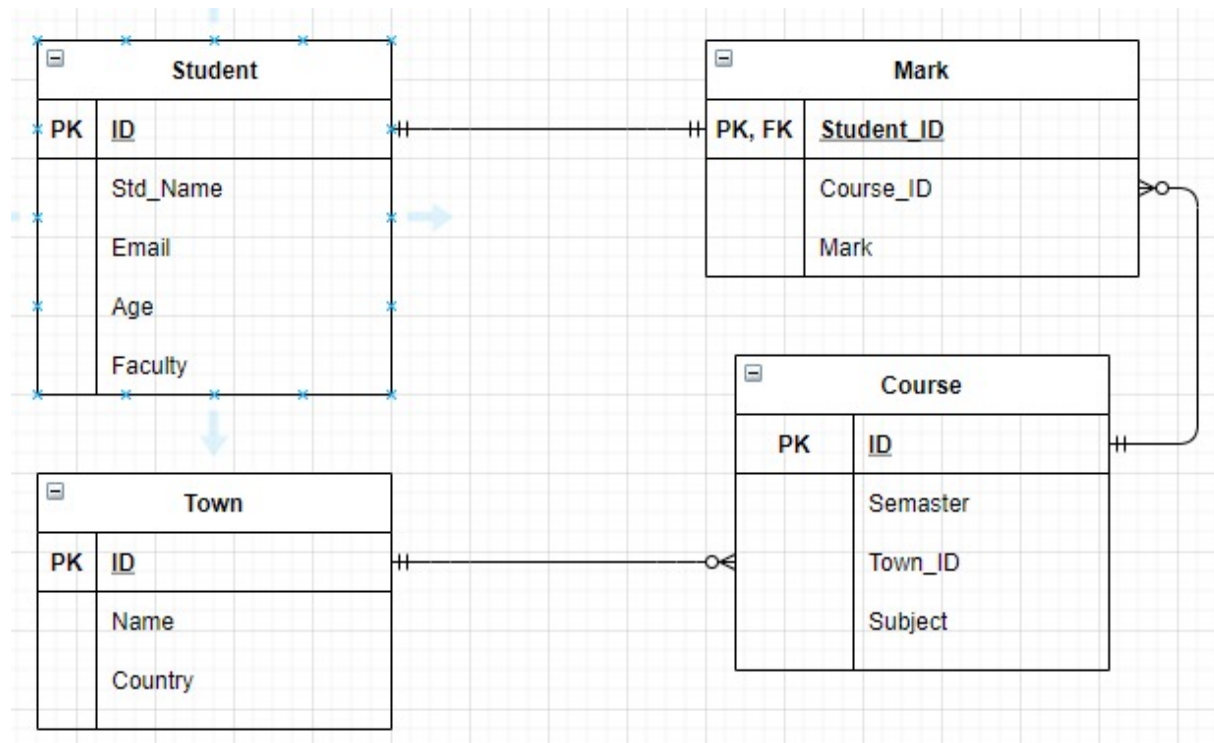 Student
PK ID
Std_Name
Email
Age
Faculty
Mark
PK, FK Student_ID
Course_ID
Mark
Course
PK ID
Semaster
Town_ID
Subject
Town
PK ID
Name
Country